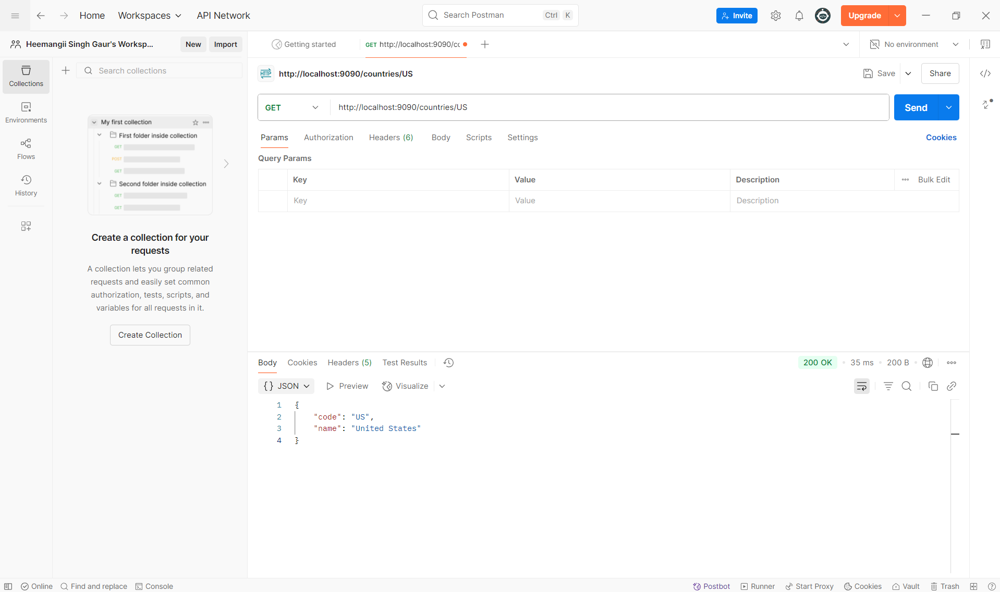 Home Workspaces API Network
Search Postman Ctrl K
Invite Upgrade
Heemangii Singh Gaur's Worksp... New Import
Getting started
GET http://localhost:9090/cc
No environment
Collections
Environments
Flows
History
Search collections
My first collection
First folder inside collection
GET
POST
GET
Second folder inside collection
GET
GET
Create a collection for your
requests
A collection lets you group related
requests and easily set common
authorization, tests, scripts, and
variables for all requests in it.
Create Collection
HTTP http://localhost:9090/countries/US
Save Share
GET http://localhost:9090/countries/US Send
Params Authorization Headers (6) Body Scripts Settings Cookies
Query Params
Key Value Description Bulk Edit
Key Value Description
Body Cookies Headers (5) Test Results
200 OK 35 ms 200 B
{} JSON Preview Visualize
1 {
2 "code": "US",
3 "name": "United States"
4 }
Online Find and replace Console
Postbot Runner Start Proxy Cookies Vault Trash